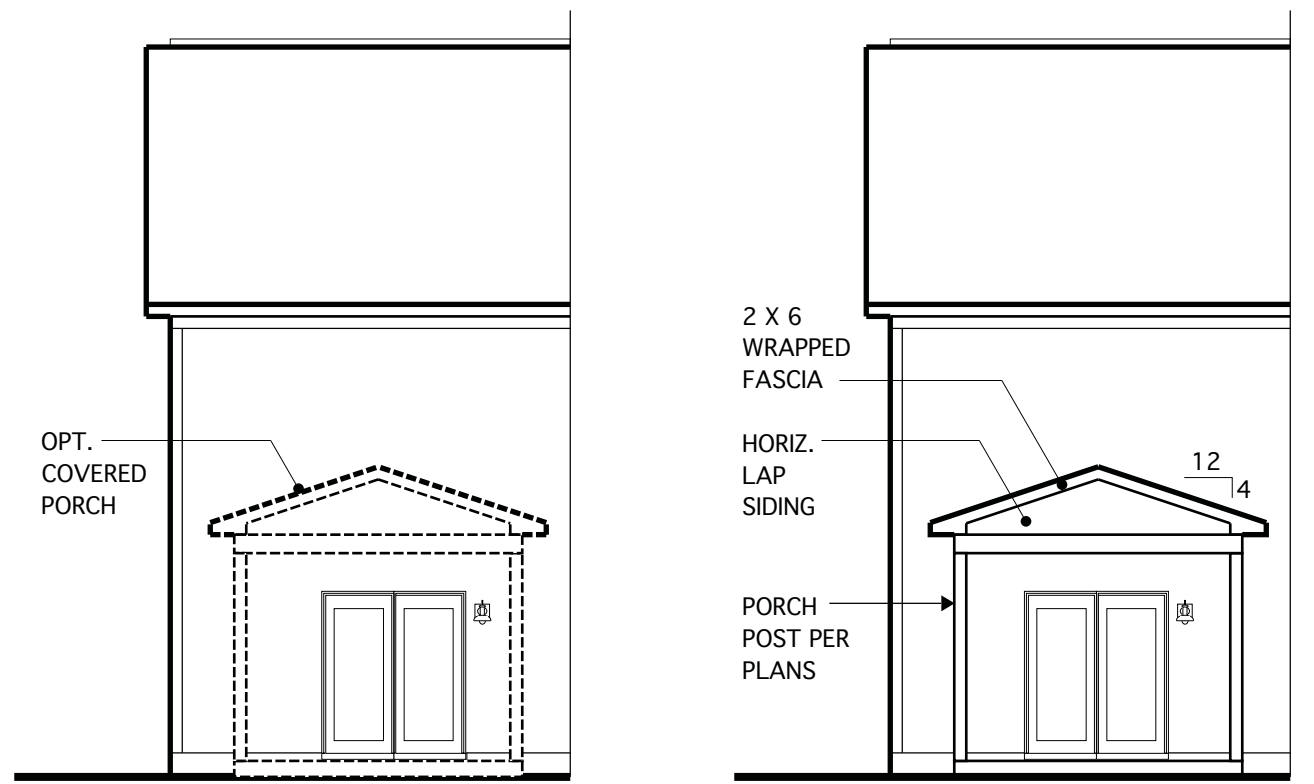 OPT.
COVERED
PORCH
2 X 6
WRAPPED
FASCIA
HORIZ.
LAP
SIDING
12
4
PORCH
POST PER
PLANS